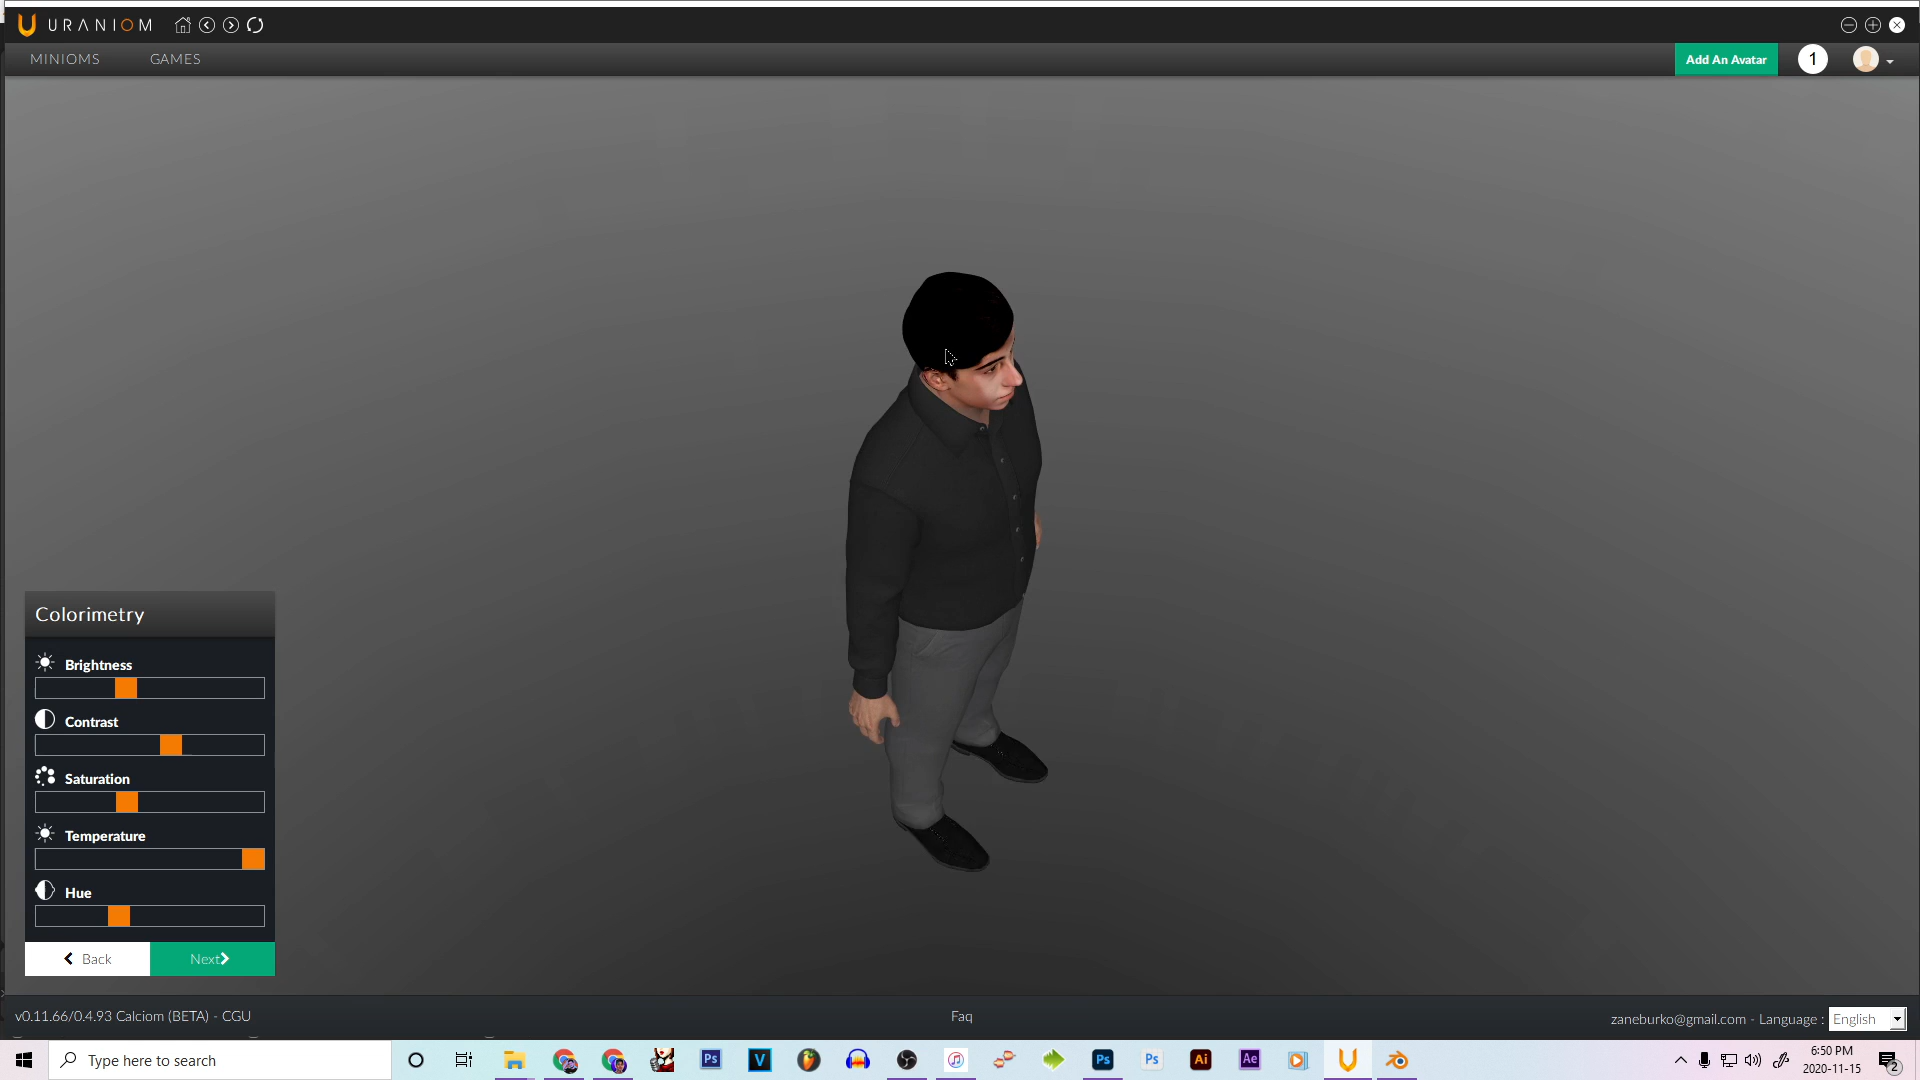 URANIOM
MINIOMS GAMES Add An Avatar 1
Colorimetry
Brightness
Contrast
Saturation
Temperature
Hue
Back Next
v0.11.66/0.4.93 Calciom (BETA) - CGU Faq zaneburko@gmail.com - Language : English
Type here to search Ps V Ps Ps Ai Ae 6:50 PM
2020-11-15 2